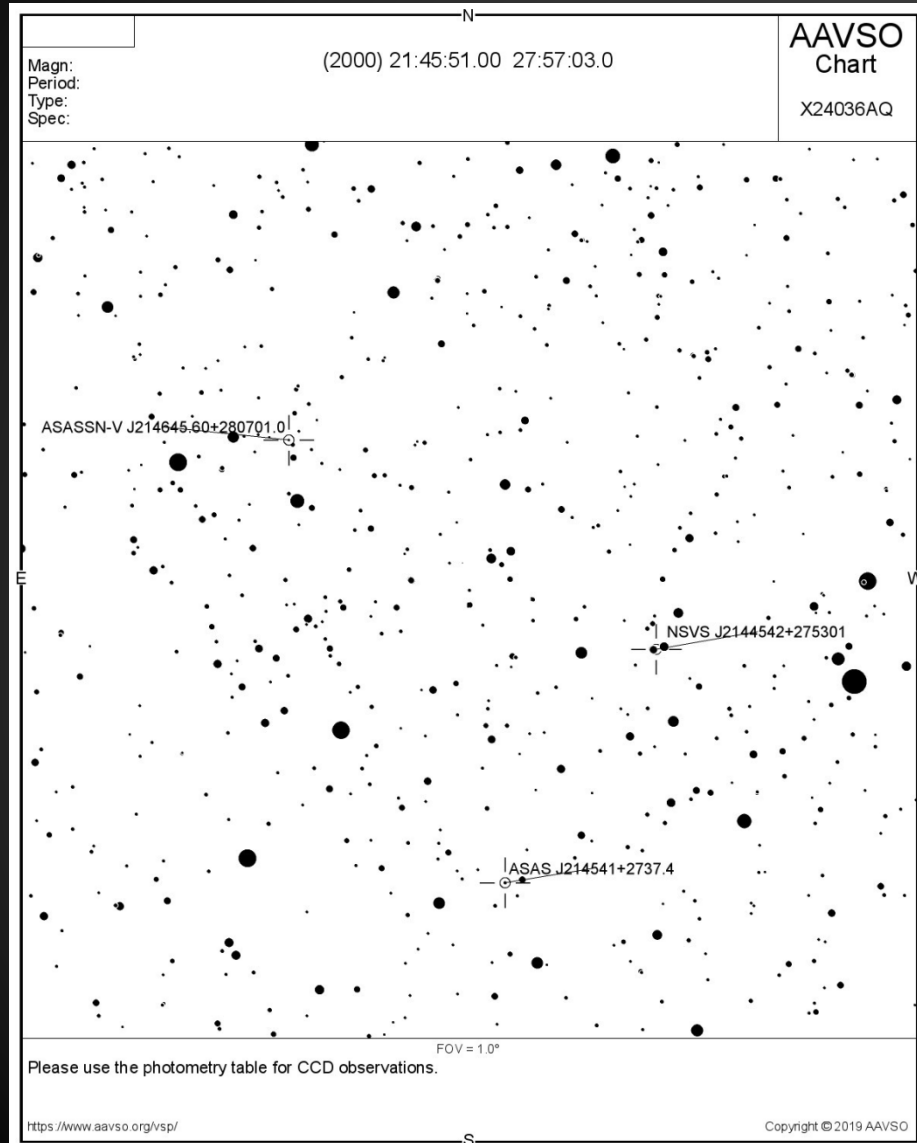 N
Magn:
Period:
Type:
Spec:
(2000) 21:45:51.00 27:57:03.0
AAVSO
Chart
X24036AQ
ASASSN-V J214645.60+280701.0
E
W
NSVS J2144542+275301
ASAS J214541+2737.4
FOV = 1.0°
Please use the photometry table for CCD observations.
https://www.aavso.org/vsp/
Copyright © 2019 AAVSO
S